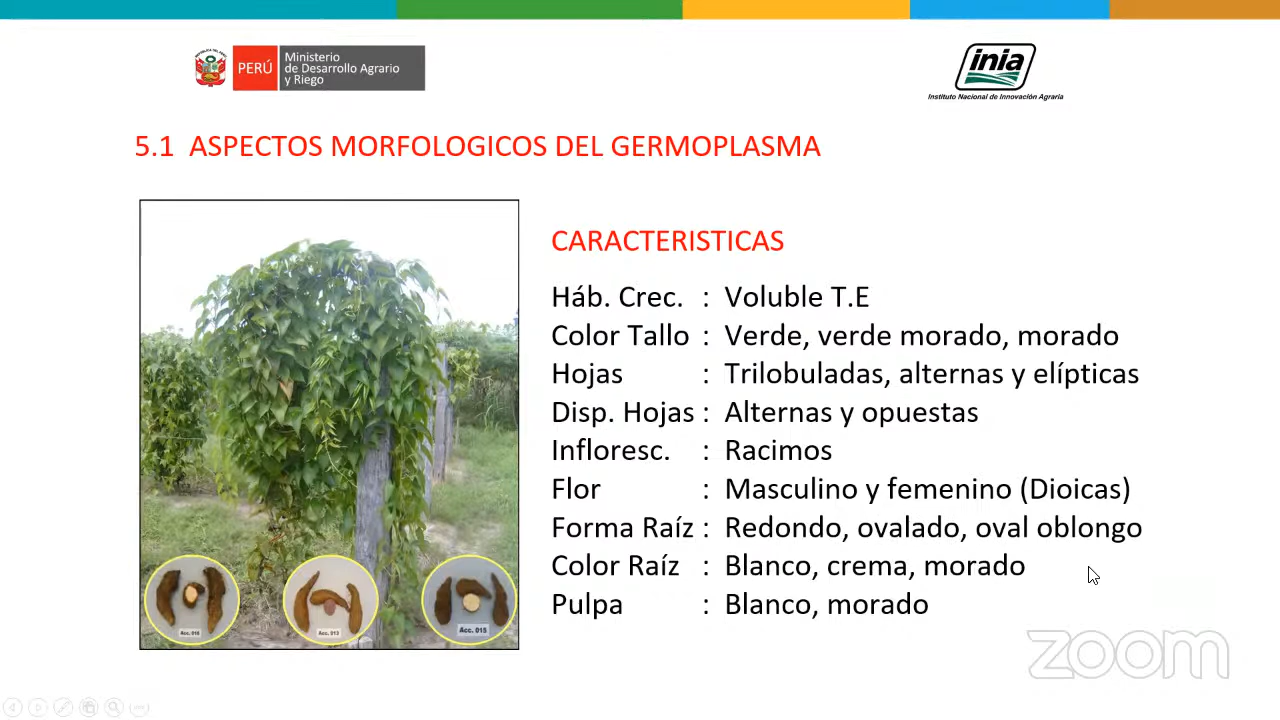 REPÚBLICA DEL PERÚ
PERÚ
Ministerio
de Desarrollo Agrario
y Riego
inia
Instituto Nacional de Innovación Agraria
5.1 ASPECTOS MORFOLOGICOS DEL GERMOPLASMA
CARACTERISTICAS
Háb. Crec. : Voluble T.E
Color Tallo : Verde, verde morado, morado
Hojas : Trilobuladas, alternas y elípticas
Disp. Hojas : Alternas y opuestas
Infloresc. : Racimos
Flor : Masculino y femenino (Dioicas)
Forma Raíz : Redondo, ovalado, oval oblongo
Color Raíz : Blanco, crema, morado
Pulpa : Blanco, morado
Acc. 015
zoom